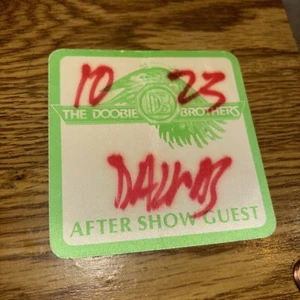 10 23
THE DOOBIE BROTHERS
DALLAS
AFTER SHOW GUEST